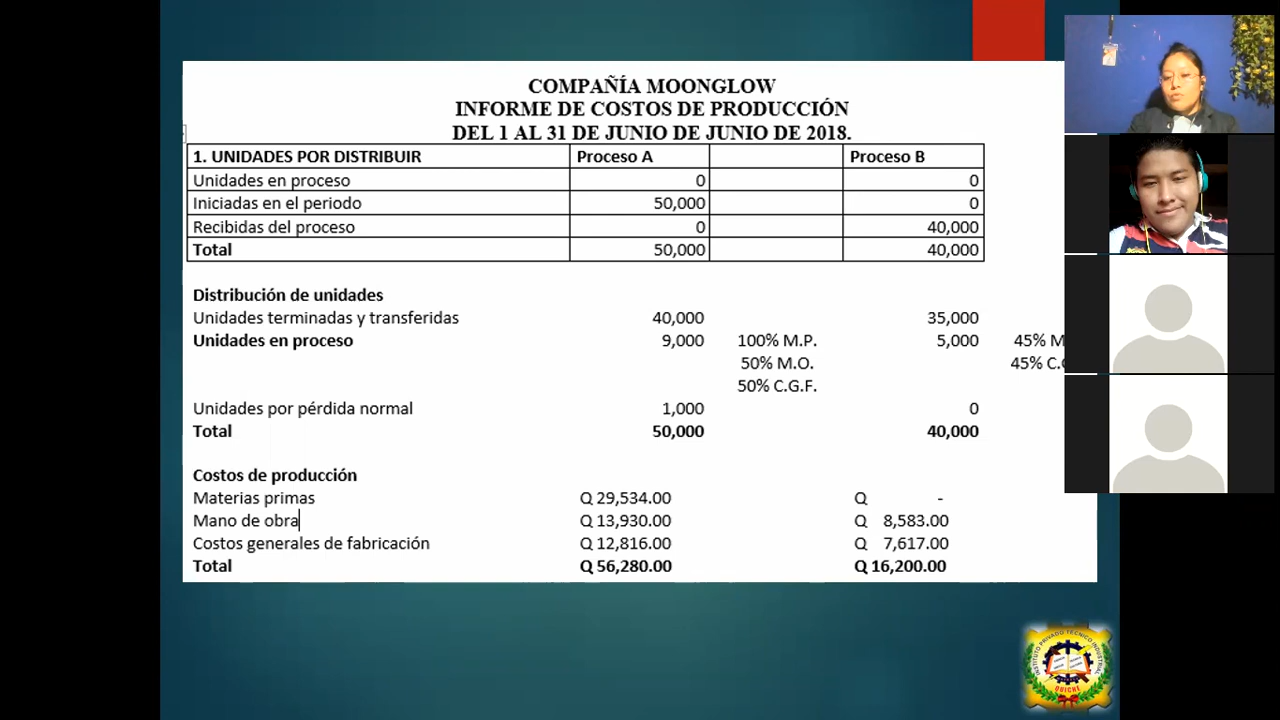 COMPAÑÍA MOONGLOW
INFORME DE COSTOS DE PRODUCCIÓN
DEL 1 AL 31 DE JUNIO DE JUNIO DE 2018.
1. UNIDADES POR DISTRIBUIR Proceso A Proceso B
Unidades en proceso 0 0
Iniciadas en el periodo 50,000 0
Recibidas del proceso 0 40,000
Total 50,000 40,000
Distribución de unidades
Unidades terminadas y transferidas 40,000 35,000
Unidades en proceso 9,000 100% M.P. 5,000 45% M
50% M.O. 45% C.
50% C.G.F.
Unidades por pérdida normal 1,000 0
Total 50,000 40,000
Costos de producción
Materias primas Q 29,534.00 Q -
Mano de obra Q 13,930.00 Q 8,583.00
Costos generales de fabricación Q 12,816.00 Q 7,617.00
Total Q 56,280.00 Q 16,200.00
INSTITUTO PRIVADO TÉCNICO INDUSTRIAL
QUICHÉ